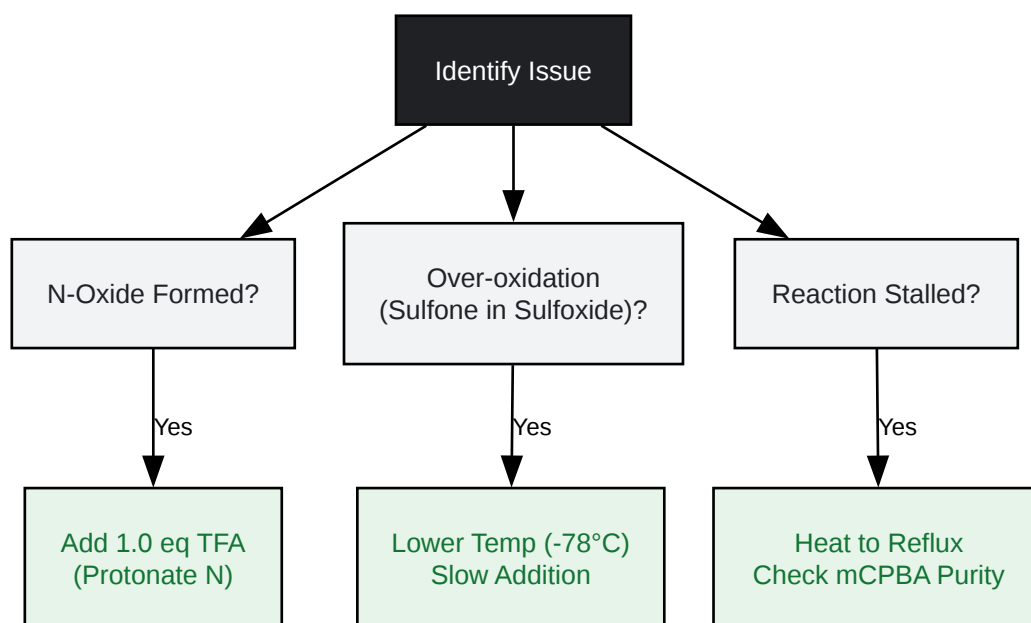 Identify Issue
N-Oxide Formed?
Over-oxidation
(Sulfone in Sulfoxide)?
Reaction Stalled?
Yes
Yes
Yes
Add 1.0 eq TFA
(Protonate N)
Lower Temp (-78°C)
Slow Addition
Heat to Reflux
Check mCPBA Purity